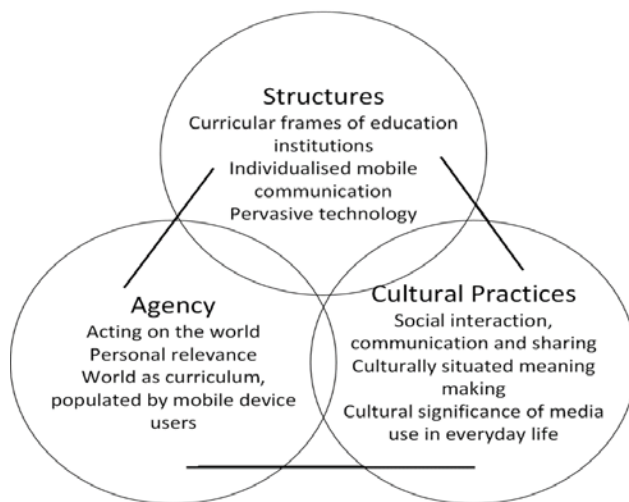 Structures
Curricular frames of education
institutions
Individualised mobile
communication
Pervasive technology
Agency
Acting on the world
Personal relevance
World as curriculum,
populated by mobile device
users
Cultural Practices
Social interaction,
communication and sharing
Culturally situated meaning
making
Cultural significance of media
use in everyday life